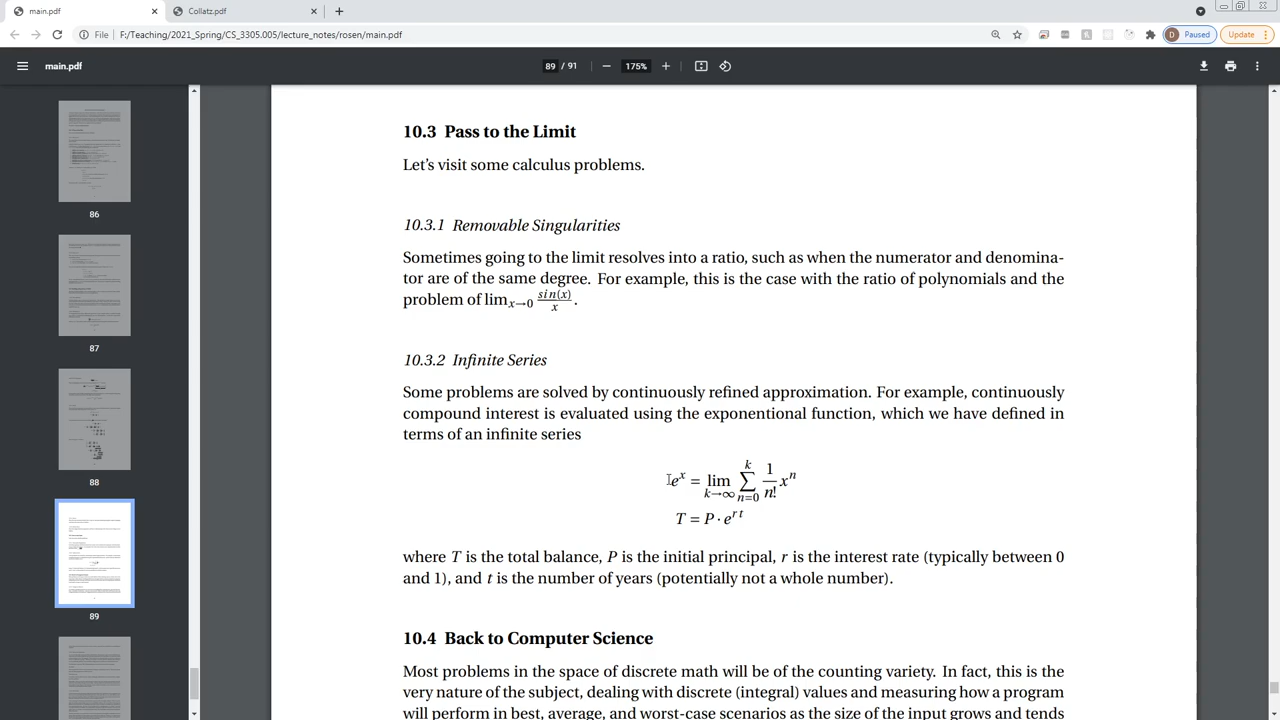 main.pdf
Collatz.pdf
File | F:/Teaching/2021_Spring/CS_3305.005/lecture_notes/rosen/main.pdf
D Paused
Update
main.pdf
89 / 91
175%
86
87
88
89
10.3 Pass to the Limit
Let's visit some calculus problems.
10.3.1 Removable Singularities
Sometimes going to the limit resolves into a ratio, such as when the numerator and denomina-
tor are of the same degree. For example, this is the case with the ratio of polynomials and the
problem of lim→0 sin(x)/x.
10.3.2 Infinite Series
Some problems are solved by continuously refined approximation. For example, continuously
compound interest is evaluated using the exponentional function, which we have defined in
terms of an infinite series
e^x = lim k→∞ ∑ n=0 k 1/n! x^n
T = P · e^{rt}
where T is the total balance, P is the initial principal, r is the interest rate (typically between 0
and 1), and t is the number of years (potentially not a whole number).
10.4 Back to Computer Science
Most problems in the space of discrete math will be of the counting variety. In fact, this is the
very nature of the subject, dealing with discrete (integral) values and measuring how a program
will perform in best, average, and worst-case scenarios as the size of the input grows and tends